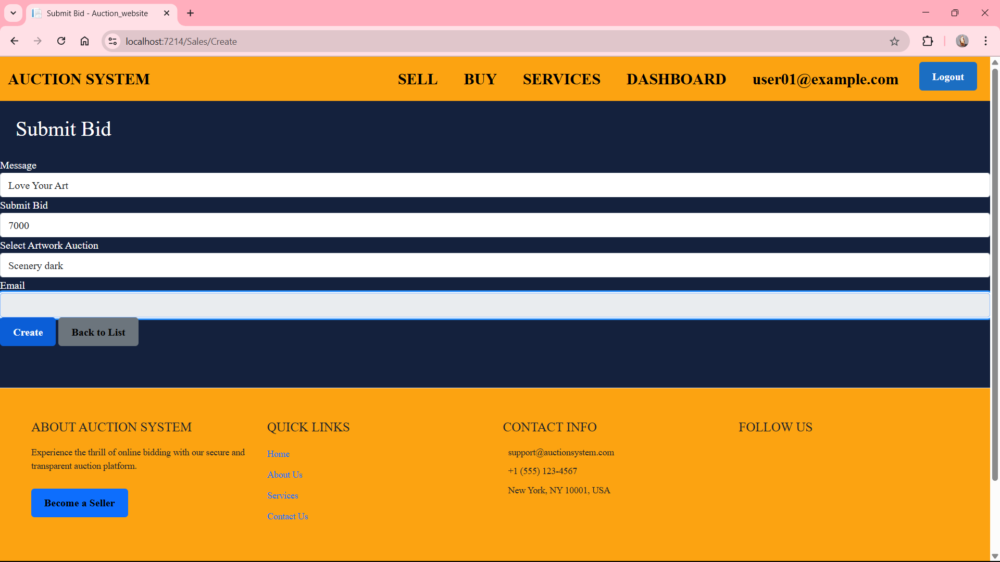 Submit Bid - Auction_website
localhost:7214/Sales/Create
AUCTION SYSTEM
SELL
BUY
SERVICES
DASHBOARD
user01@example.com
Logout
Submit Bid
Message
Love Your Art
Submit Bid
7000
Select Artwork Auction
Scenery dark
Email
Create
Back to List
ABOUT AUCTION SYSTEM
Experience the thrill of online bidding with our secure and
transparent auction platform.
Become a Seller
QUICK LINKS
Home
About Us
Services
Contact Us
CONTACT INFO
support@auctionsystem.com
+1 (555) 123-4567
New York, NY 10001, USA
FOLLOW US